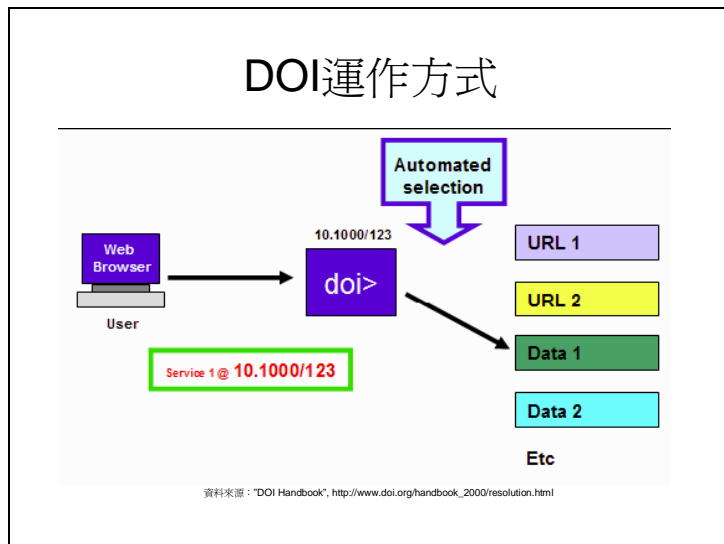 DOI運作方式
Automated
selection
10.1000/123
Web
Browser
doi>
User
Service 1 @ 10.1000/123
URL 1
URL 2
Data 1
Data 2
Etc
資料來源："DOI Handbook", http://www.doi.org/handbook_2000/resolution.html